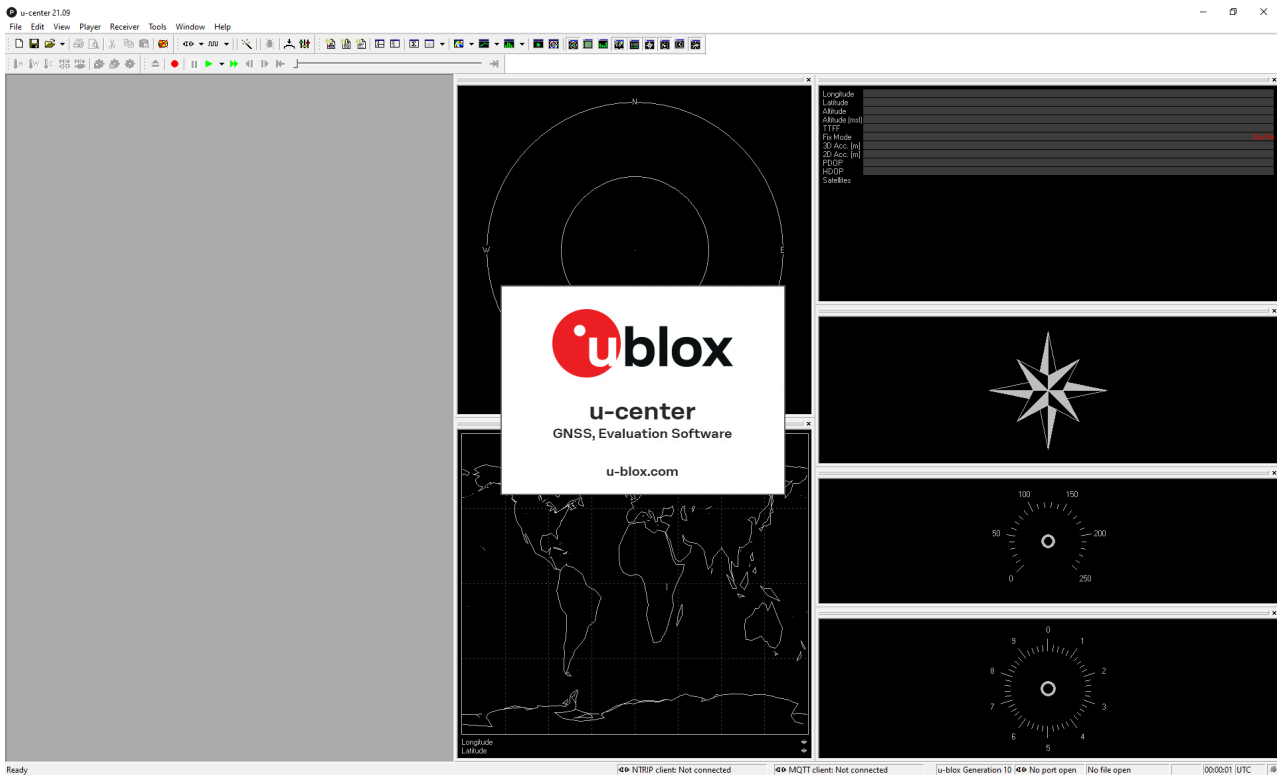 u-center 21.09
File Edit View Player Receiver Tools Window Help
N
W
E
Longitude
Latitude
Altitude
Altitude (msl)
TTFF
Fix Mode
3D Acc. [m]
2D Acc. [m]
PDOP
HDOP
Satellites
ublox
u-center
GNSS, Evaluation Software
u-blox.com
100 150
50 200
0 250
0
9 1
8 2
7 3
6 4
5
Longitude
Latitude
Ready
NTRIP client: Not connected
MQTT client: Not connected
u-blox Generation 10
No port open
No file open
00:00:01
UTC